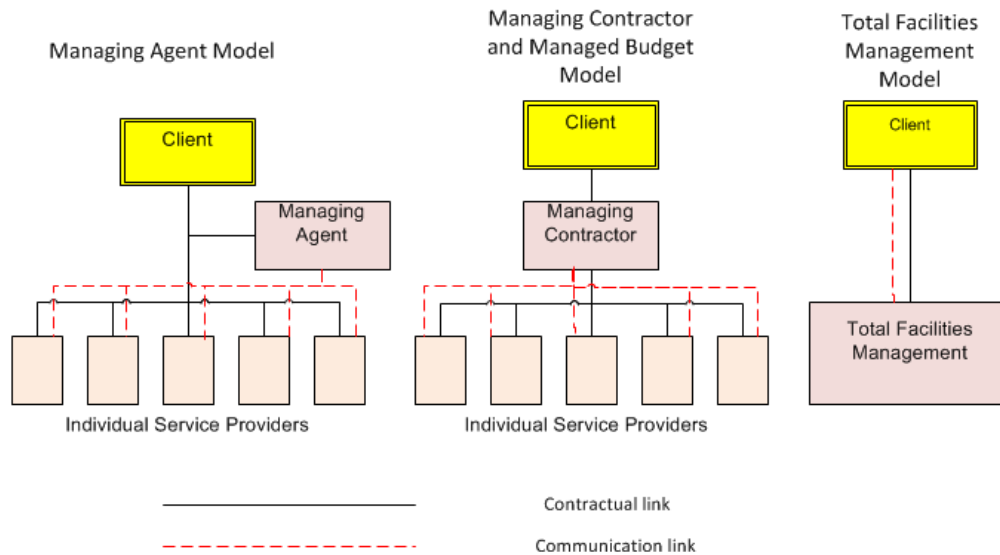 Managing Agent Model
Managing Contractor
and Managed Budget
Model
Total Facilities
Management
Model
Client
Managing
Agent
Individual Service Providers
Client
Managing
Contractor
Individual Service Providers
Client
Total Facilities
Management
Contractual link
Communication link